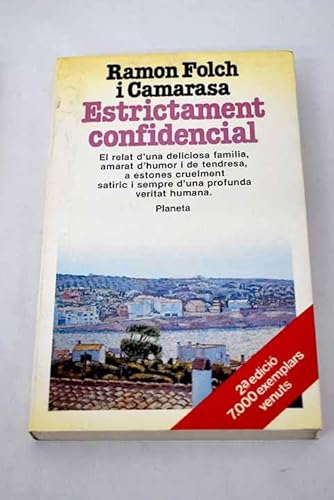 Ramon Folch
i Camarasa
Estrictament
confidencial
El relat d'una deliciosa família,
amarat d'humor i de tendresa,
a estones cruelment
satíric i sempre d'una profunda
veritat humana.
Planeta
2ª edició
7.000 exemplars
venuts